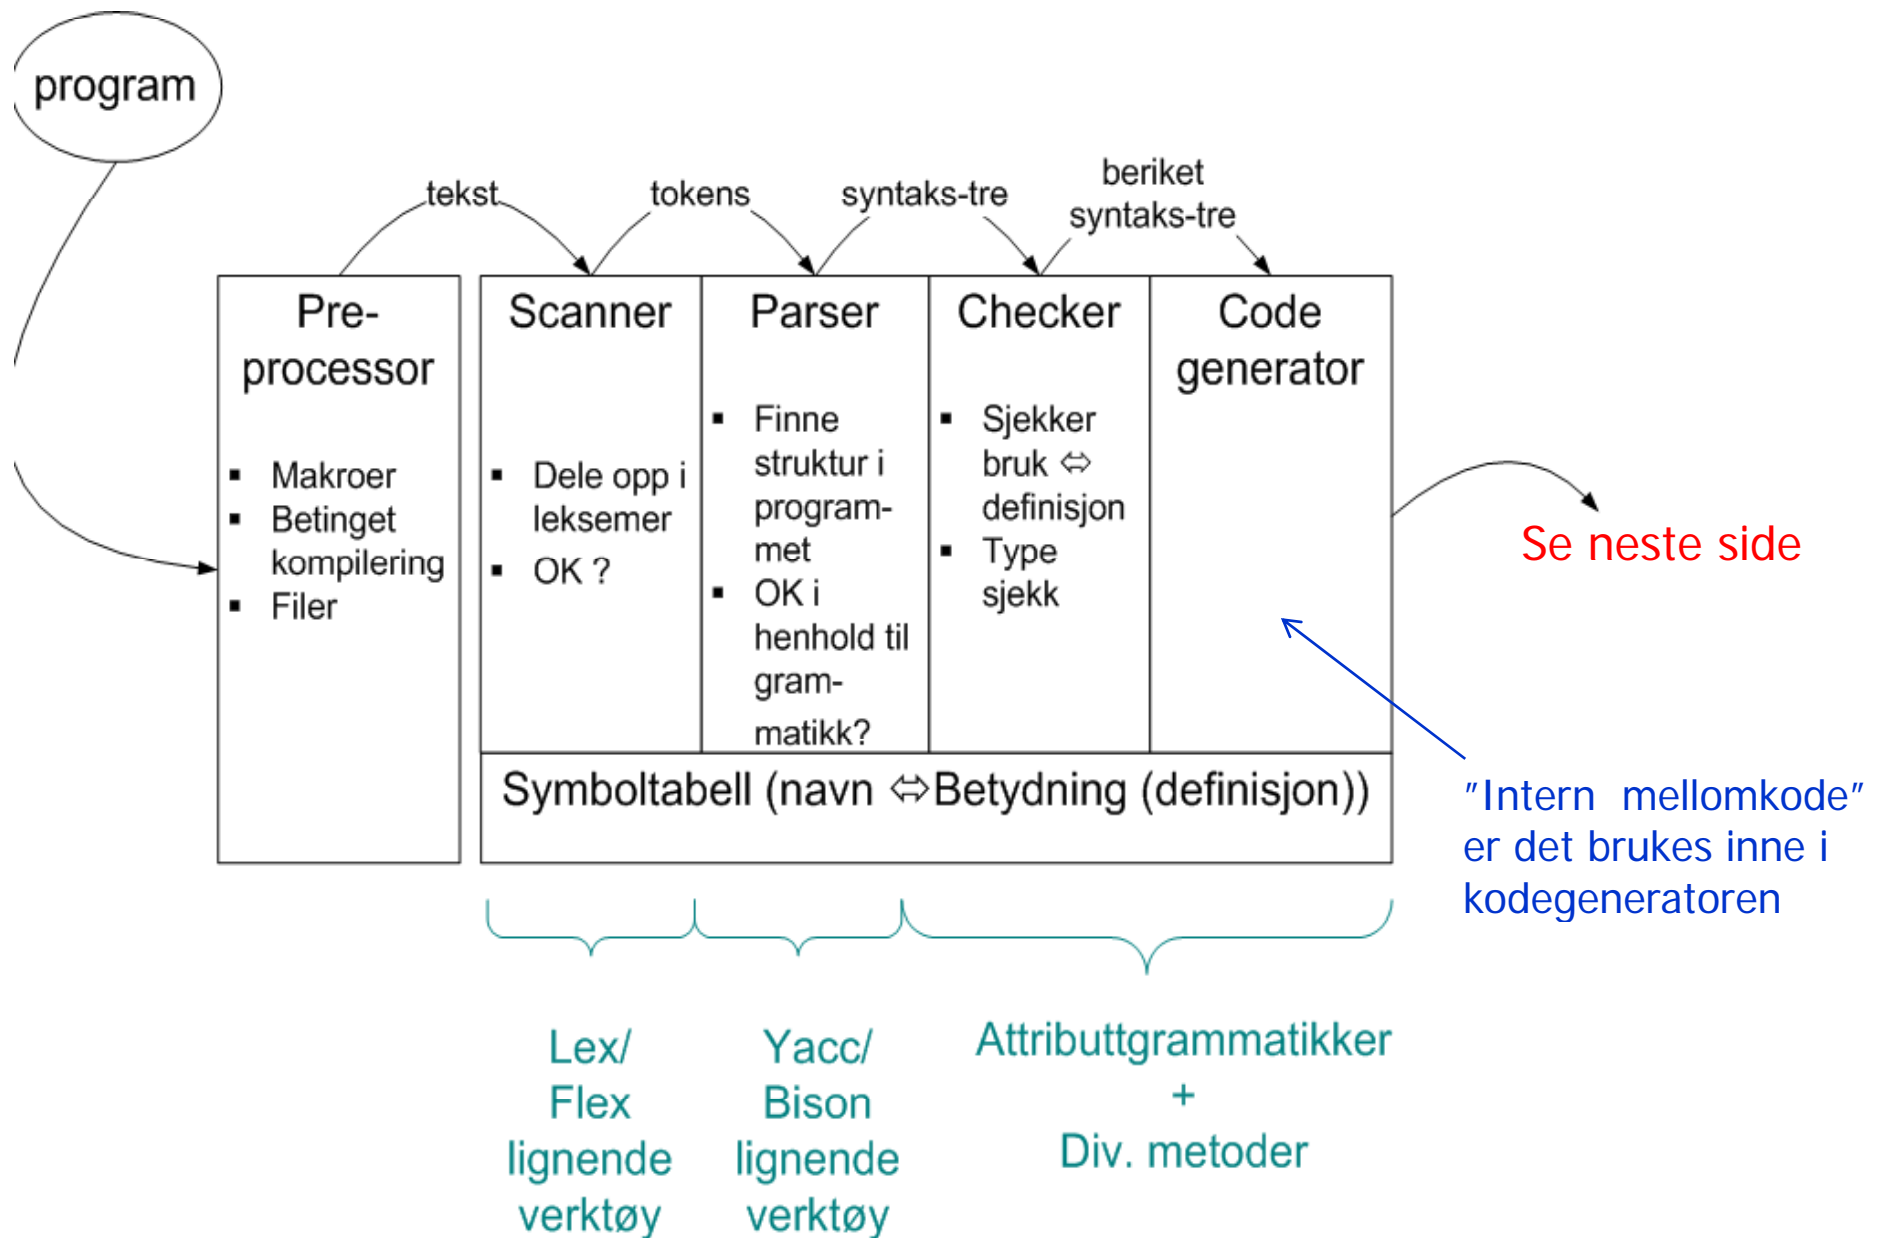 program
tekst
tokens
syntaks-tre
beriket
syntaks-tre
Pre-
processor
▪ Makroer
▪ Betinget
kompilering
▪ Filer
Scanner
▪ Dele opp i
leksemer
▪ OK ?
Parser
▪ Finne
struktur i
program-
met
▪ OK i
henhold til
gram-
matikk?
Checker
▪ Sjekker
bruk ⇔
definisjon
▪ Type
sjekk
Code
generator
Se neste side
Symboltabell (navn ⇔Betydning (definisjon))
"Intern mellomkode"
er det brukes inne i
kodegeneratoren
Lex/
Flex
lignende
verktøy
Yacc/
Bison
lignende
verktøy
Attributtgrammatikker
+
Div. metoder